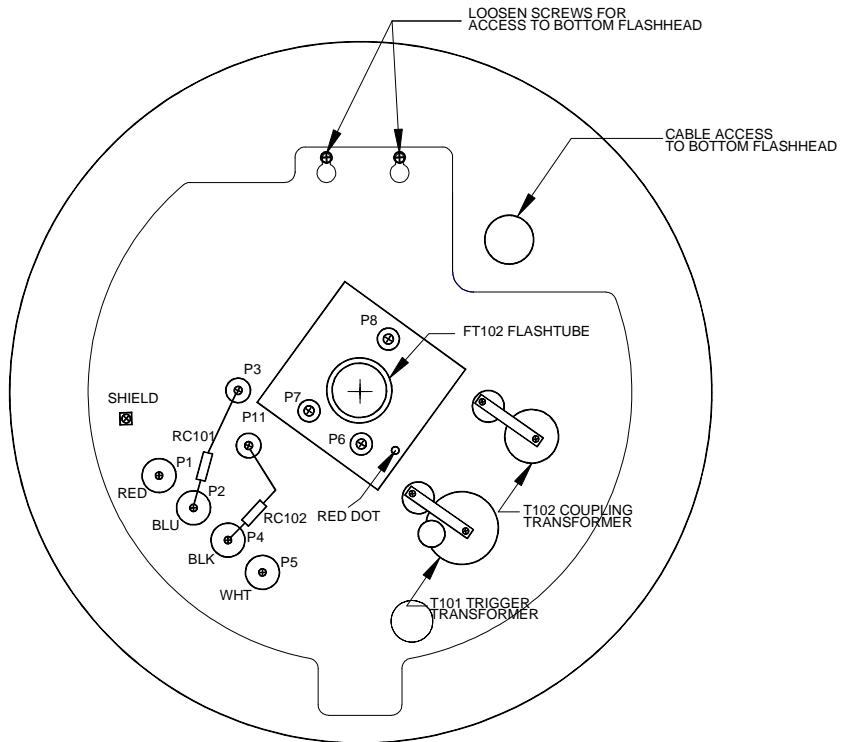 LOOSEN SCREWS FOR
ACCESS TO BOTTOM FLASHHEAD
CABLE ACCESS
TO BOTTOM FLASHHEAD
P8
FT102 FLASHTUBE
P3
SHIELD
P7
P11
RC101
P6
P1
RED
P2
BLU
RC102
RED DOT
T102 COUPLING
TRANSFORMER
P4
BLK
P5
WHT
T101 TRIGGER
TRANSFORMER